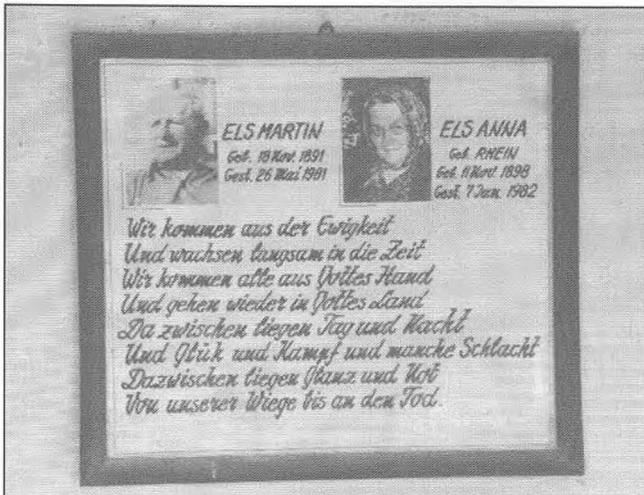 ELS MARTIN
Geb. 18 Nov. 1891
Gest. 26 Mai 1981
ELS ANNA
Geb. RHEIN
Geb. 11 Nov. 1898
Gest. 7 Jan. 1982
Wir kommen aus der Ewigkeit
Und wachsen langsam in die Zeit
Wir kommen alle aus Gottes Hand
Und gehen wieder in Gottes Land
Da zwischen liegen Tag und Nacht
Und Glük und Kampf und manche Schlacht
Dazwischen liegen Glanz und Not
Von unserer Wiege bis an den Tod.